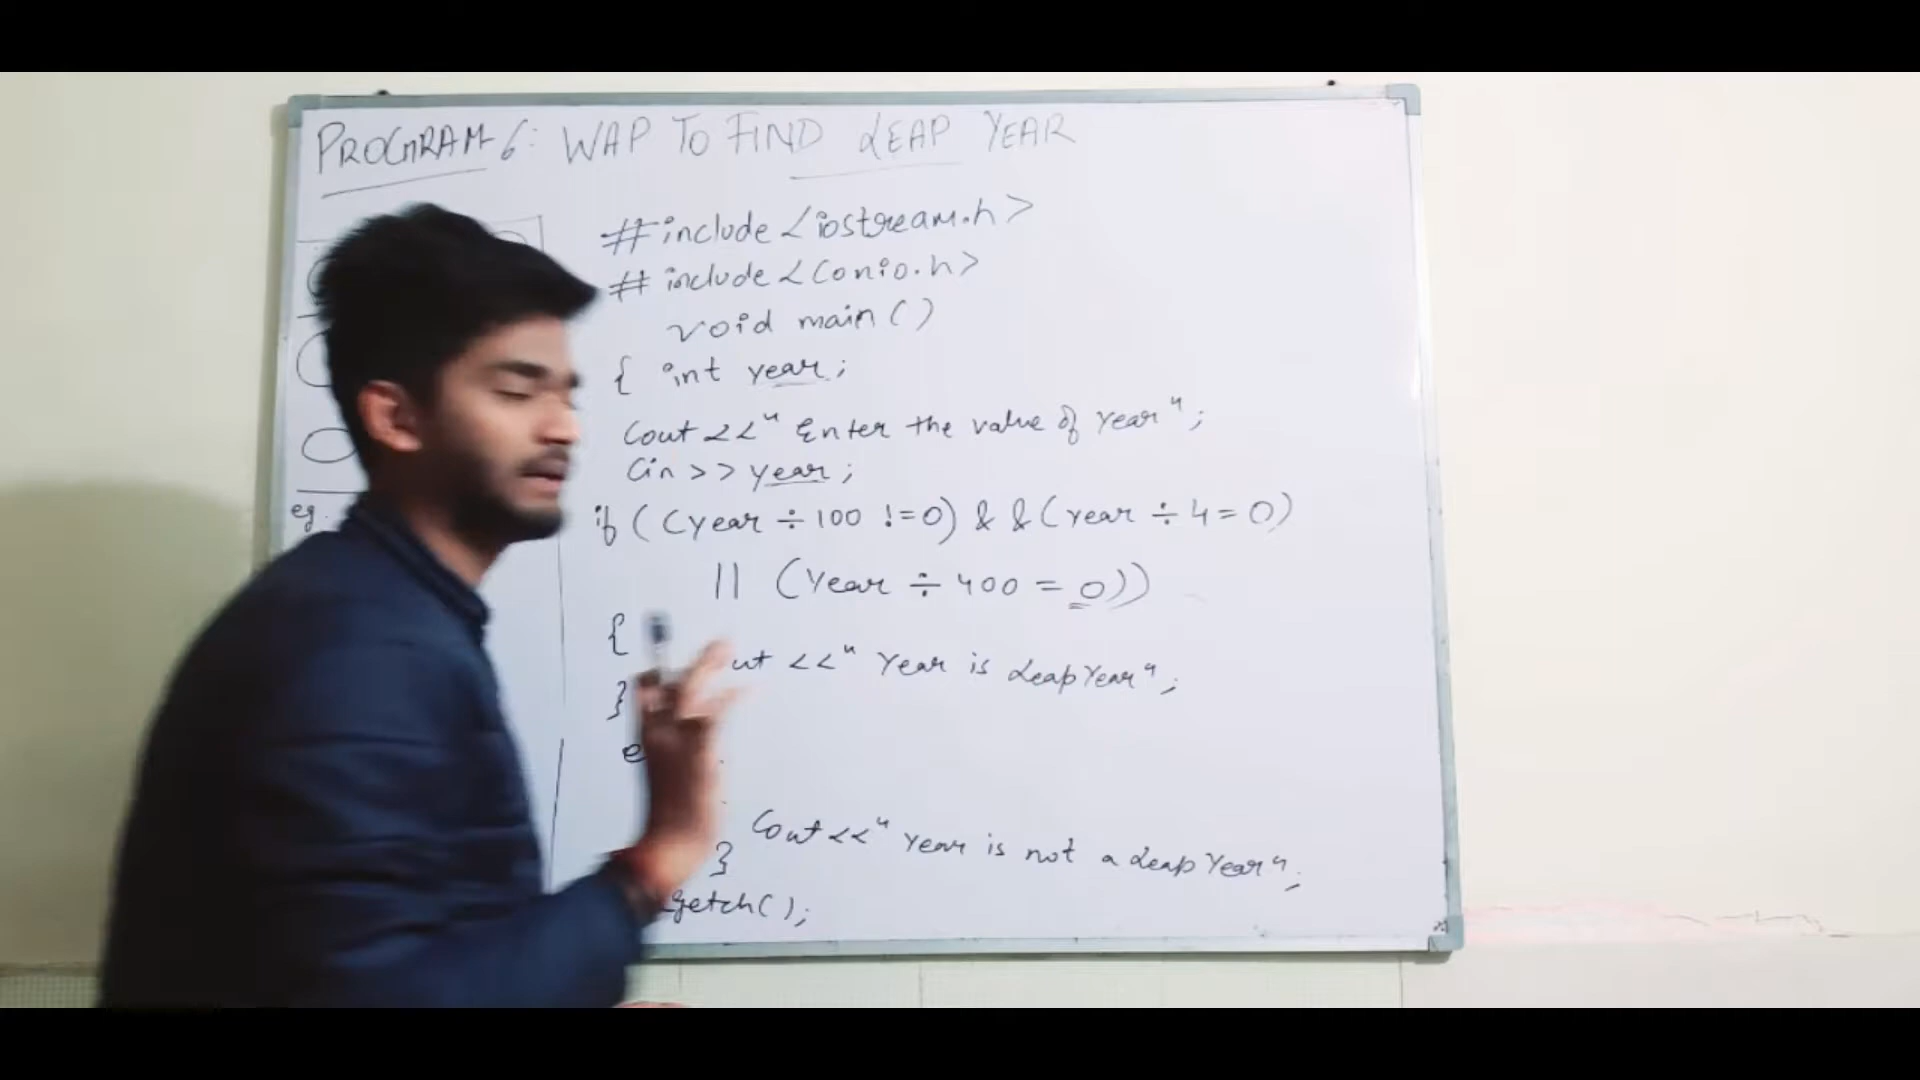 PROGRAM 6: WAP TO FIND LEAP YEAR
#include <iostream.h>
#include <conio.h>
void main()
{ int year;
Cout << "Enter the value of year";
Cin >> year;
eg.
if ((year ÷ 100 != 0) && (year ÷ 4 = 0)
|| (Year ÷ 400 = 0))
{
<< " Year is Leap Year";
}
Cout << " Year is not a Leap Year";
}
getch();